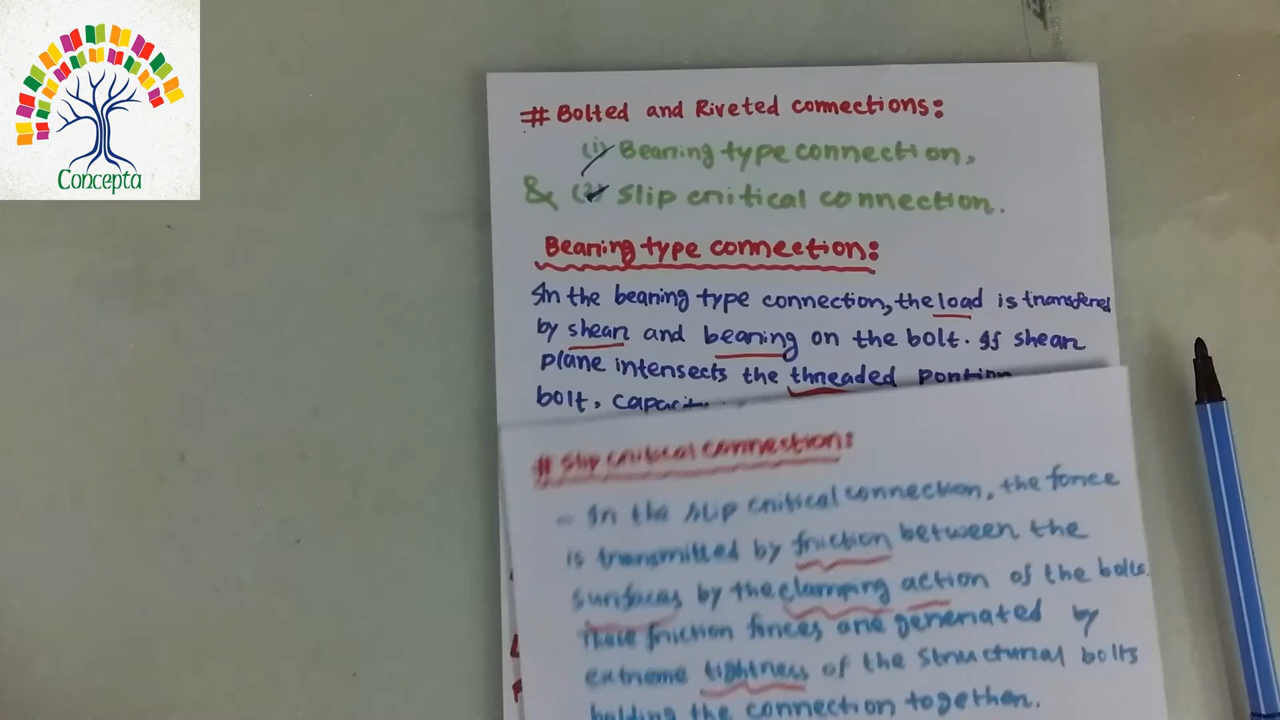 Concepta
# Bolted and Riveted connections:
(i) Bearing type connection,
& (2) Slip critical connection.
Bearing type connection:
In the bearing type connection, the load is transfered
by shear and bearing on the bolt. If shear
plane intersects the threaded portion
bolt,
# Slip critical connection:
- In the slip critical connection, the force
is transmitted by friction between the
surfaces by the clamping action of the bolts.
These friction forces are generated by
extreme tightness of the structural bolts
holding the connection together.